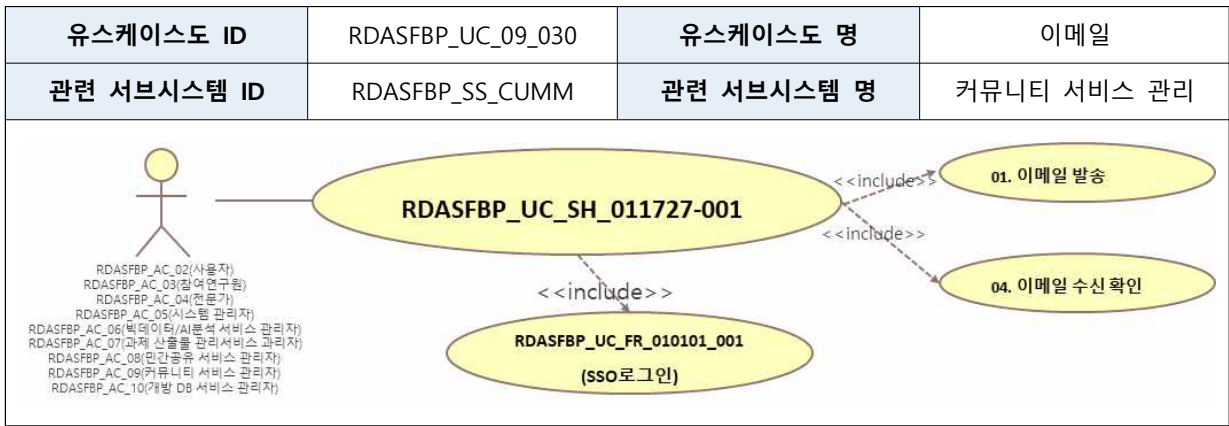 유스케이스도 ID RDASFBP_UC_09_030 유스케이스도 명 이메일
관련 서브시스템 ID RDASFBP_SS_CUMM 관련 서브시스템 명 커뮤니티 서비스 관리
<<include>>
01. 이메일 발송
RDASFBP_UC_SH_011727-001
<<include>>
04. 이메일 수신 확인
<<include>>
RDASFBP_UC_FR_010101_001
(SSO로그인)
RDASFBP_AC_02(사용자)
RDASFBP_AC_03(참여연구원)
RDASFBP_AC_04(전문가)
RDASFBP_AC_05(시스템 관리자)
RDASFBP_AC_06(빅데이터/AI분석 서비스 관리자)
RDASFBP_AC_07(과제 산출물 관리서비스 과리자)
RDASFBP_AC_08(민간공유 서비스 관리자)
RDASFBP_AC_09(커뮤니티 서비스 관리자)
RDASFBP_AC_10(개방 DB 서비스 관리자)